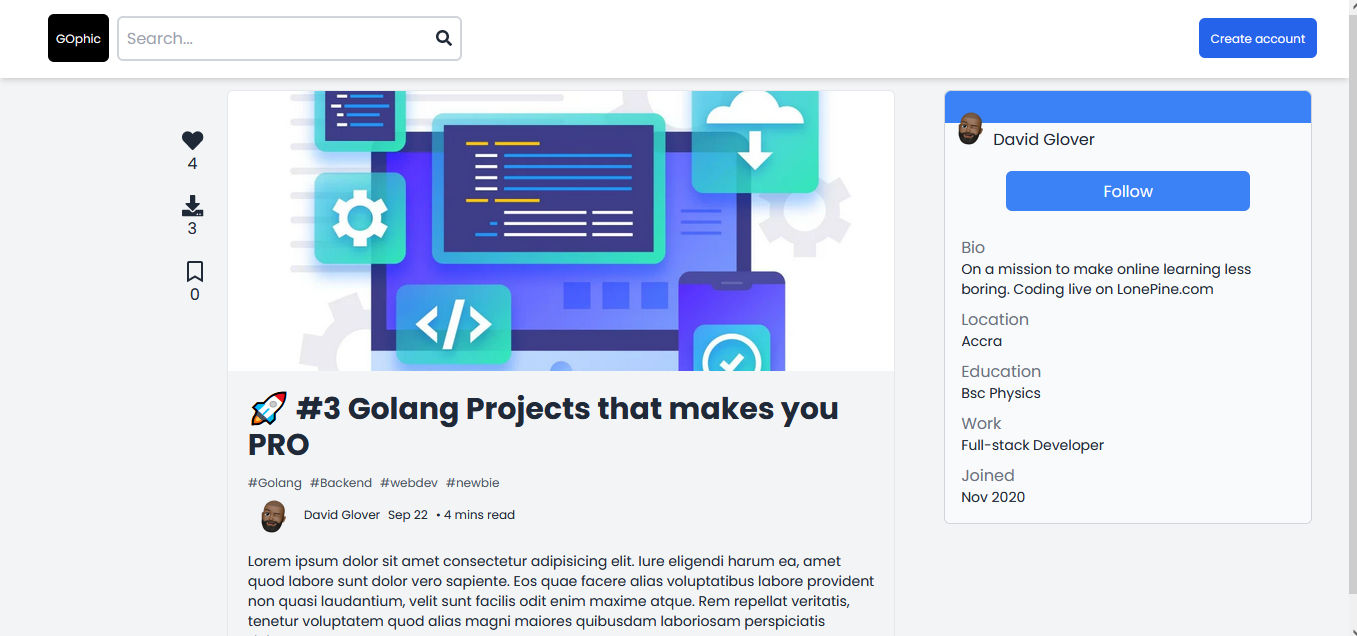 GOphic
Search...
Create account
4
3
0
</>
🚀 #3 Golang Projects that makes you
PRO
#Golang #Backend #webdev #newbie
David Glover Sep 22 • 4 mins read
Lorem ipsum dolor sit amet consectetur adipisicing elit. Iure eligendi harum ea, amet
quod labore sunt dolor vero sapiente. Eos quae facere alias voluptatibus labore provident
non quasi laudantium, velit sunt facilis odit enim maxime atque. Rem repellat veritatis,
tenetur voluptatem quod alias magni maiores quibusdam laboriosam perspiciatis
David Glover
Follow
Bio
On a mission to make online learning less
boring. Coding live on LonePine.com
Location
Accra
Education
Bsc Physics
Work
Full-stack Developer
Joined
Nov 2020